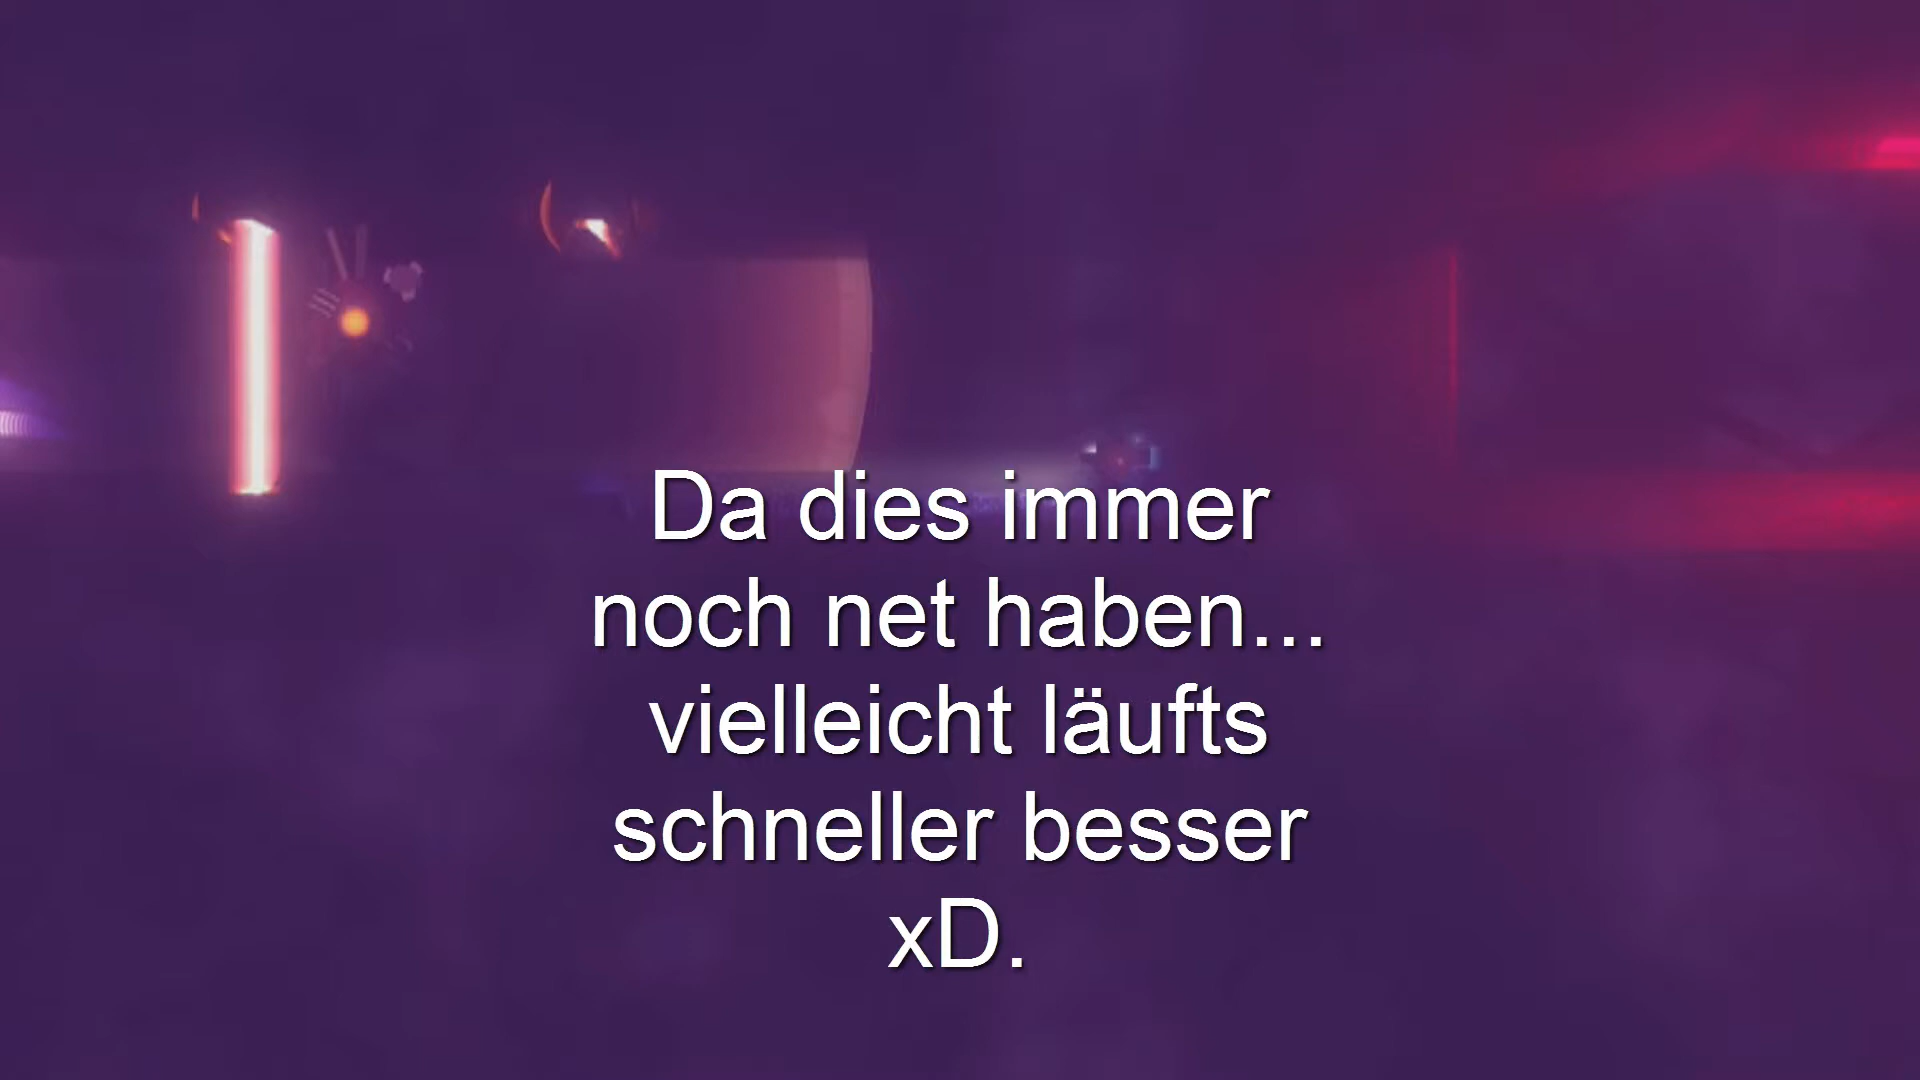 Da dies immer
noch net haben...
vielleicht läufts
schneller besser
xD.